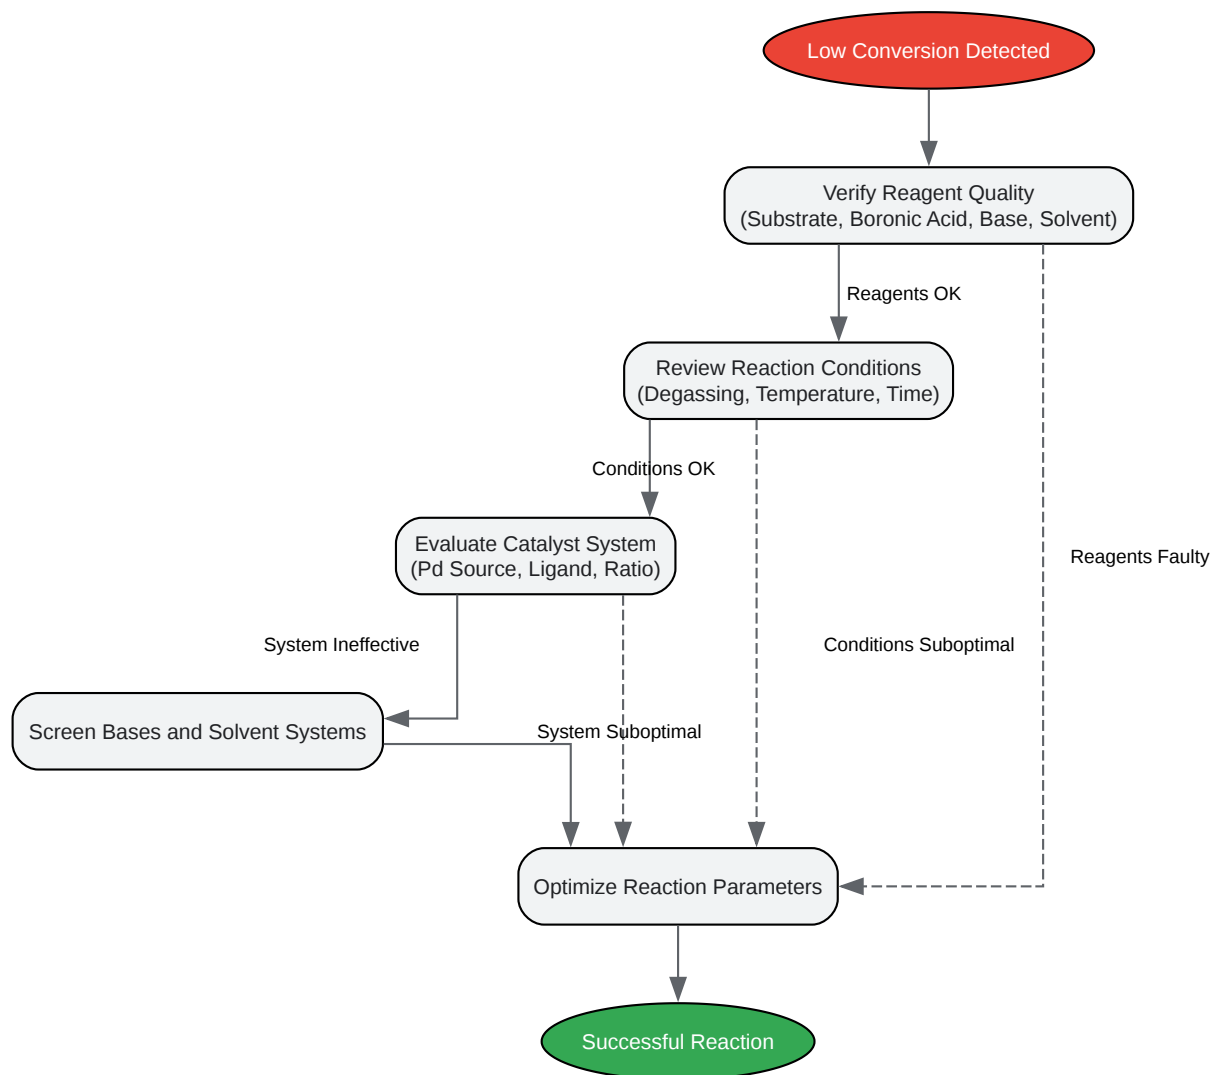 Low Conversion Detected
Verify Reagent Quality
(Substrate, Boronic Acid, Base, Solvent)
Reagents OK
Review Reaction Conditions
(Degassing, Temperature, Time)
Conditions OK
Evaluate Catalyst System
(Pd Source, Ligand, Ratio)
Reagents Faulty
System Ineffective
Conditions Suboptimal
Screen Bases and Solvent Systems
System Suboptimal
Optimize Reaction Parameters
Successful Reaction